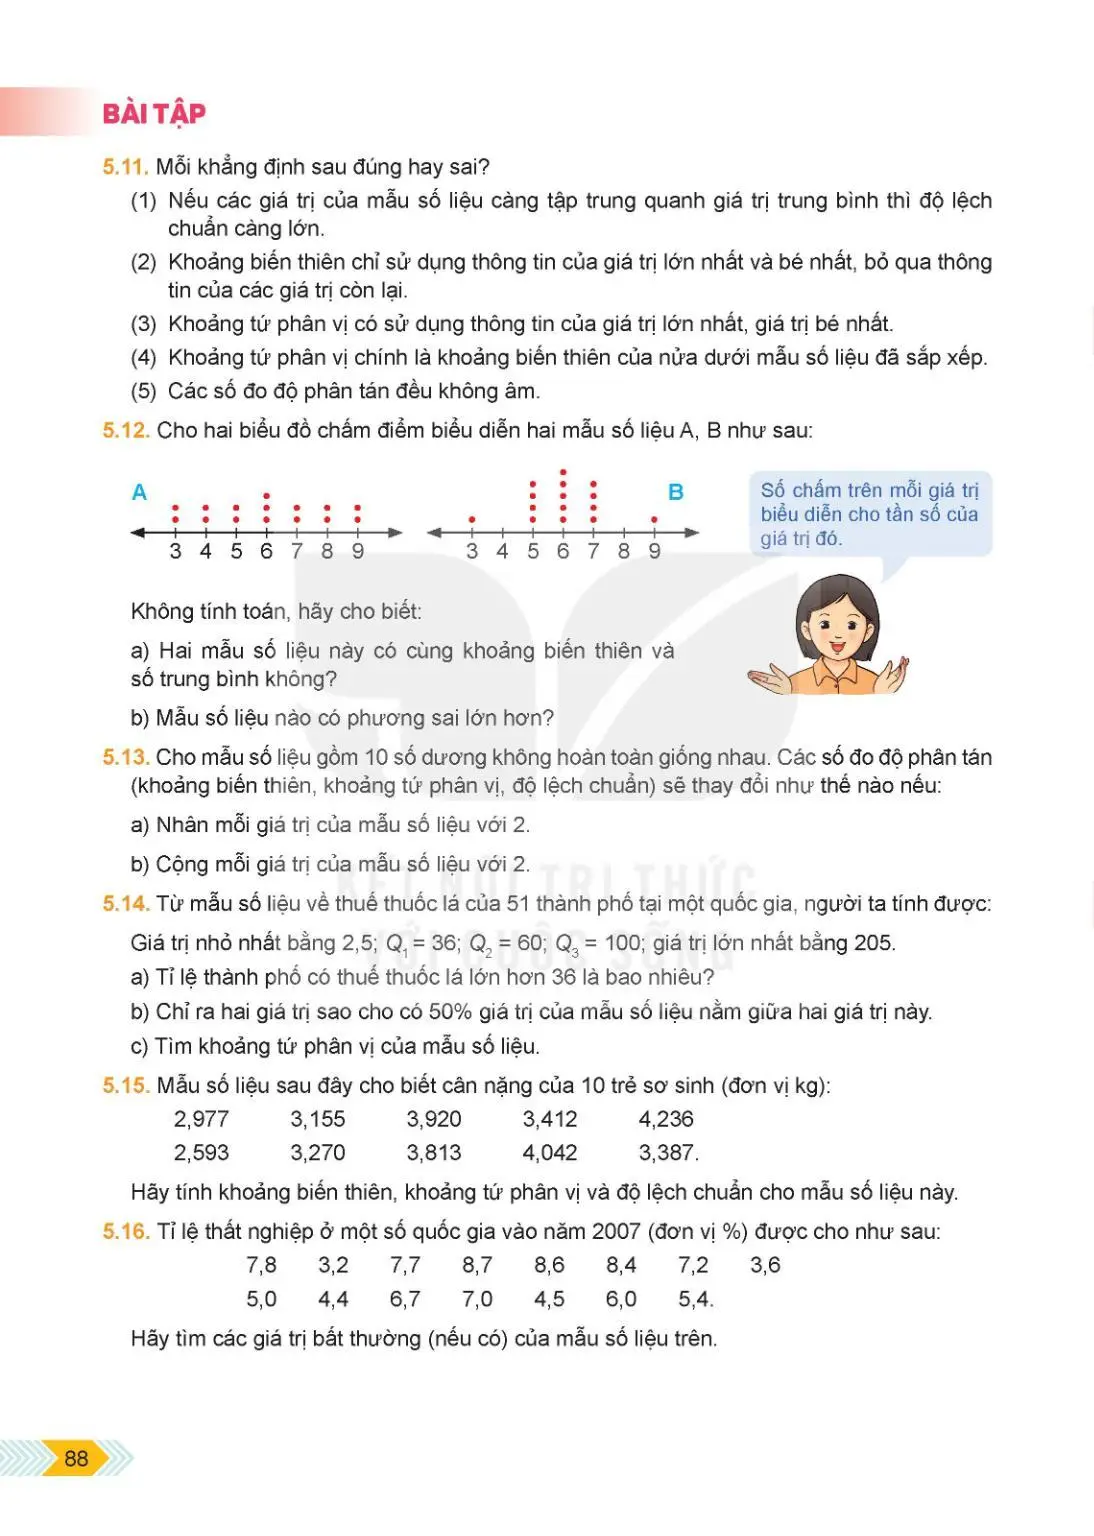 BÀI TẬP
5.11. Mỗi khẳng định sau đúng hay sai?
(1) Nếu các giá trị của mẫu số liệu càng tập trung quanh giá trị trung bình thì độ lệch
chuẩn càng lớn.
(2) Khoảng biến thiên chỉ sử dụng thông tin của giá trị lớn nhất và bé nhất, bỏ qua thông
tin của các giá trị còn lại.
(3) Khoảng tứ phân vị có sử dụng thông tin của giá trị lớn nhất, giá trị bé nhất.
(4) Khoảng tứ phân vị chính là khoảng biến thiên của nửa dưới mẫu số liệu đã sắp xếp.
(5) Các số đo độ phân tán đều không âm.
5.12. Cho hai biểu đồ chấm điểm biểu diễn hai mẫu số liệu A, B như sau:
A
3 4 5 6 7 8 9
B
3 4 5 6 7 8 9
Số chấm trên mỗi giá trị
biểu diễn cho tần số của
giá trị đó.
Không tính toán, hãy cho biết:
a) Hai mẫu số liệu này có cùng khoảng biến thiên và
số trung bình không?
b) Mẫu số liệu nào có phương sai lớn hơn?
5.13. Cho mẫu số liệu gồm 10 số dương không hoàn toàn giống nhau. Các số đo độ phân tán
(khoảng biến thiên, khoảng tứ phân vị, độ lệch chuẩn) sẽ thay đổi như thế nào nếu:
a) Nhân mỗi giá trị của mẫu số liệu với 2.
b) Cộng mỗi giá trị của mẫu số liệu với 2.
KẾT NỐI TRI THỨC
5.14. Từ mẫu số liệu về thuế thuốc lá của 51 thành phố tại một quốc gia, người ta tính được:
Giá trị nhỏ nhất bằng 2,5; Q₁ = 36; Q₂ = 60; Q₃ = 100; giá trị lớn nhất bằng 205.
VỚI CUỘC SỐNG
a) Tỉ lệ thành phố có thuế thuốc lá lớn hơn 36 là bao nhiêu?
b) Chỉ ra hai giá trị sao cho có 50% giá trị của mẫu số liệu nằm giữa hai giá trị này.
c) Tìm khoảng tứ phân vị của mẫu số liệu.
5.15. Mẫu số liệu sau đây cho biết cân nặng của 10 trẻ sơ sinh (đơn vị kg):
2,977 3,155 3,920 3,412 4,236
2,593 3,270 3,813 4,042 3,387.
Hãy tính khoảng biến thiên, khoảng tứ phân vị và độ lệch chuẩn cho mẫu số liệu này.
5.16. Tỉ lệ thất nghiệp ở một số quốc gia vào năm 2007 (đơn vị %) được cho như sau:
7,8 3,2 7,7 8,7 8,6 8,4 7,2 3,6
5,0 4,4 6,7 7,0 4,5 6,0 5,4.
Hãy tìm các giá trị bất thường (nếu có) của mẫu số liệu trên.
88